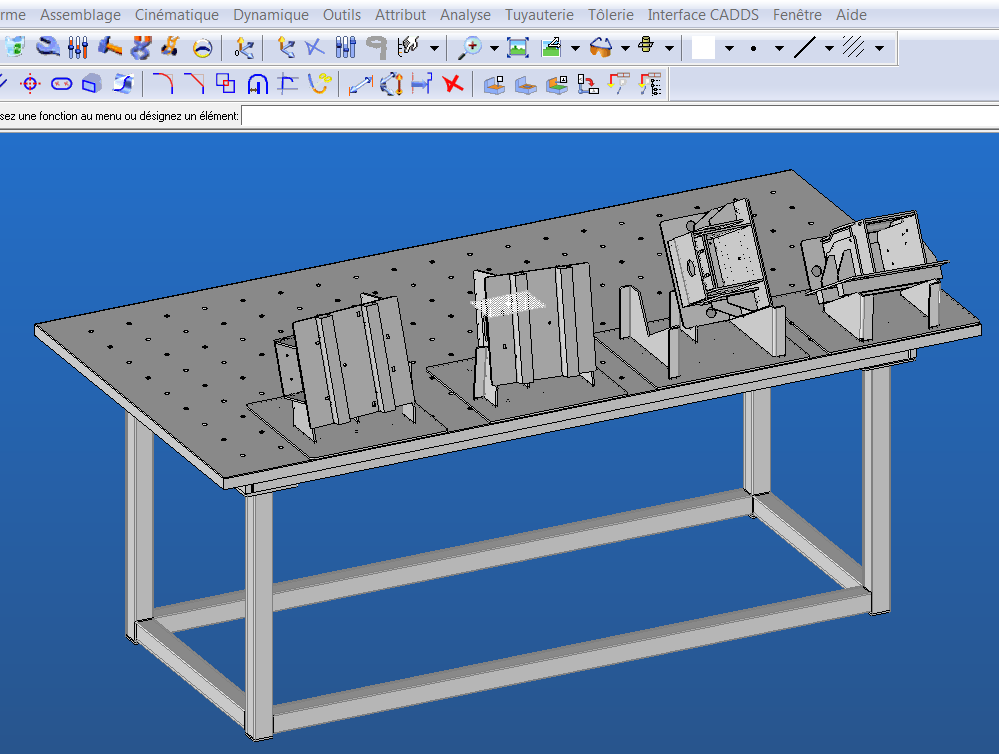 rme Assemblage Cinématique Dynamique Outils Attribut Analyse Tuyauterie Tôlerie Interface CADDS Fenêtre Aide
sez une fonction au menu ou désignez un élément: